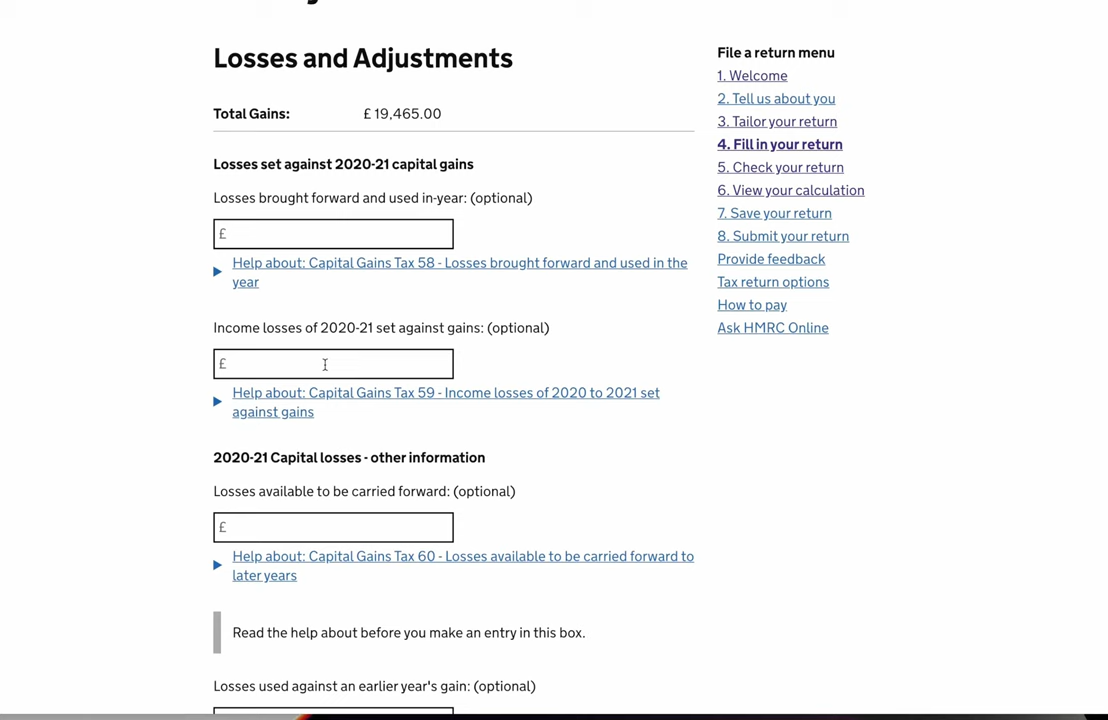 Losses and Adjustments
Total Gains: £ 19,465.00
Losses set against 2020-21 capital gains
Losses brought forward and used in-year: (optional)
£
Help about: Capital Gains Tax 58 - Losses brought forward and used in the
year
Income losses of 2020-21 set against gains: (optional)
£
Help about: Capital Gains Tax 59 - Income losses of 2020 to 2021 set
against gains
2020-21 Capital losses - other information
Losses available to be carried forward: (optional)
£
Help about: Capital Gains Tax 60 - Losses available to be carried forward to
later years
Read the help about before you make an entry in this box.
Losses used against an earlier year's gain: (optional)
File a return menu
1. Welcome
2. Tell us about you
3. Tailor your return
4. Fill in your return
5. Check your return
6. View your calculation
7. Save your return
8. Submit your return
Provide feedback
Tax return options
How to pay
Ask HMRC Online